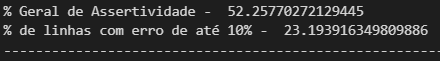 % Geral de Assertividade -  52.25770272129445
% de linhas com erro de até 10% -  23.193916349809886
------------------------------------------------------